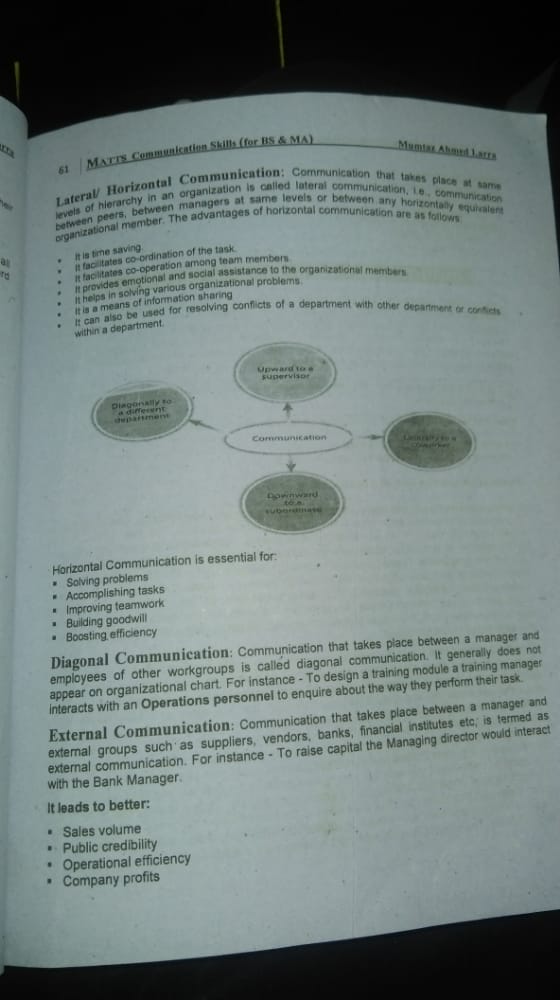 61 MATTS Communication Skills (for BS & MA) Mumtaz Ahmed Larra
Lateral/ Horizontal Communication: Communication that takes place at same
levels of hierarchy in an organization is called lateral communication, i.e., communication
between peers, between managers at same levels or between any horizontally equivalent
organizational member. The advantages of horizontal communication are as follows
• It is time saving.
• It facilitates co-ordination of the task.
• It facilitates co-operation among team members.
• It provides emotional and social assistance to the organizational members.
• It helps in solving various organizational problems.
• It is a means of information sharing
• It can also be used for resolving conflicts of a department with other department or conflicts
within a department.
Upward to a
supervisor
Diagonally to
a different
department
Communication
Laterally to a
coworker
Downward
to a
subordinate
Horizontal Communication is essential for:
▪ Solving problems
▪ Accomplishing tasks
▪ Improving teamwork
▪ Building goodwill
▪ Boosting efficiency
Diagonal Communication: Communication that takes place between a manager and
employees of other workgroups is called diagonal communication. It generally does not
appear on organizational chart. For instance - To design a training module a training manager
interacts with an Operations personnel to enquire about the way they perform their task.
External Communication: Communication that takes place between a manager and
external groups such as suppliers, vendors, banks, financial institutes etc, is termed as
external communication. For instance - To raise capital the Managing director would interact
with the Bank Manager.
It leads to better:
▪ Sales volume
▪ Public credibility
▪ Operational efficiency
▪ Company profits